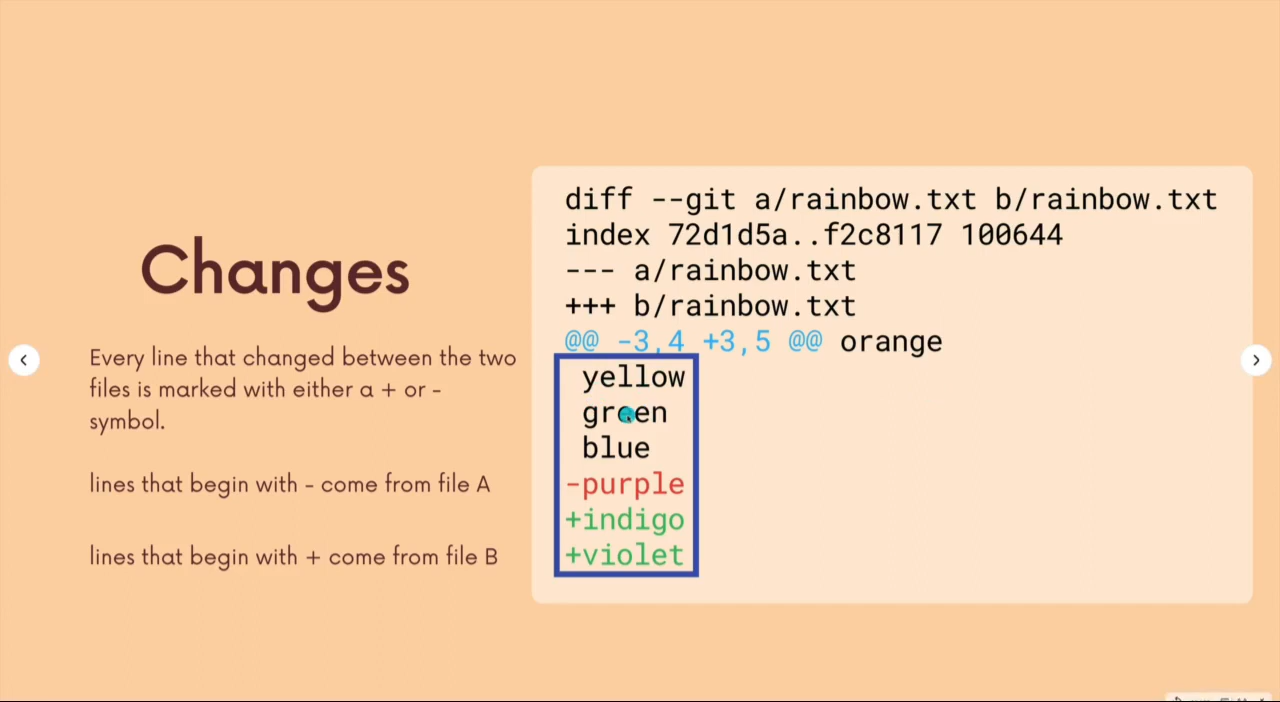 Changes
Every line that changed between the two
files is marked with either a + or -
symbol.
lines that begin with - come from file A
lines that begin with + come from file B
diff --git a/rainbow.txt b/rainbow.txt
index 72d1d5a..f2c8117 100644
--- a/rainbow.txt
+++ b/rainbow.txt
@@ -3,4 +3,5 @@ orange
 yellow
 green
 blue
-purple
+indigo
+violet